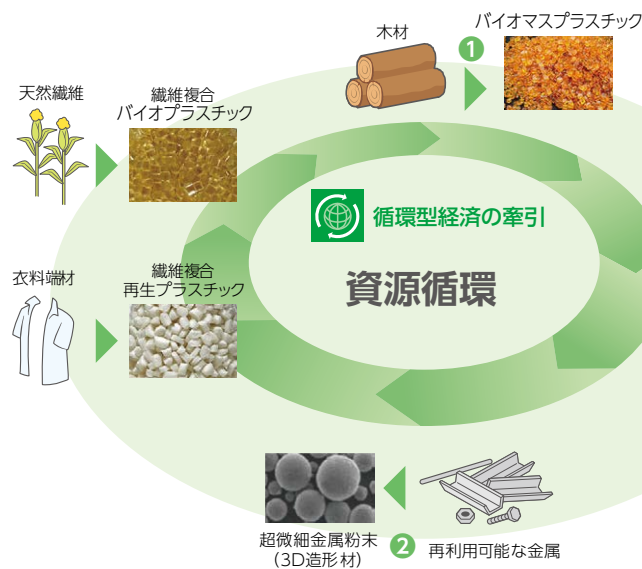 木材
❶
バイオマスプラスチック
天然繊維
繊維複合
バイオプラスチック
循環型経済の牽引
資源循環
衣料端材
繊維複合
再生プラスチック
超微細金属粉末
(3D造形材)
❷
再利用可能な金属